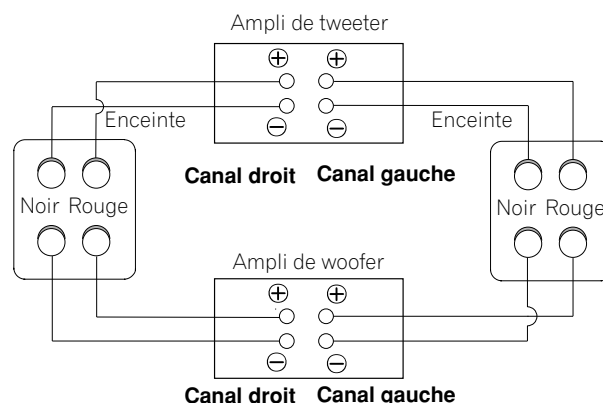 Ampli de tweeter
⊕ ⊕
Enceinte Enceinte
⊖ ⊖
Canal droit Canal gauche
Noir Rouge Noir Rouge
Ampli de woofer
⊕ ⊕
⊖ ⊖
Canal droit Canal gauche